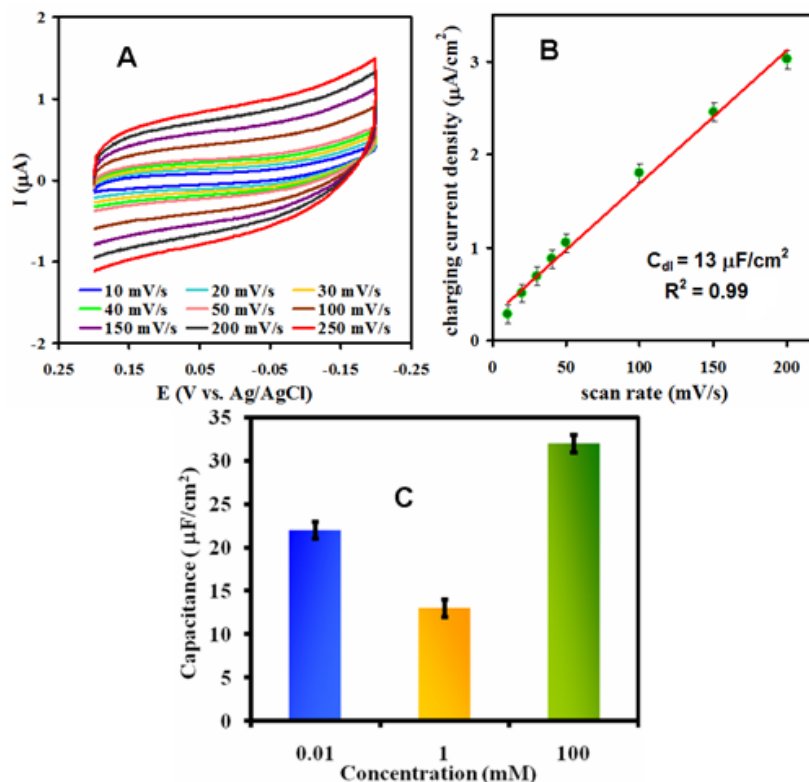 A
I (µA)
2
1
0
-1
-2
10 mV/s 20 mV/s 30 mV/s
40 mV/s 50 mV/s 100 mV/s
150 mV/s 200 mV/s 250 mV/s
0.25 0.15 0.05 -0.05 -0.15 -0.25
E (V vs. Ag/AgCl)
B
charging current density (µA/cm²)
3
2
1
0
C_dl = 13 µF/cm²
R² = 0.99
0 50 100 150 200
scan rate (mV/s)
C
Capacitance ( µF/cm²)
35
30
25
20
15
10
5
0
0.01 1 100
Concentration (mM)